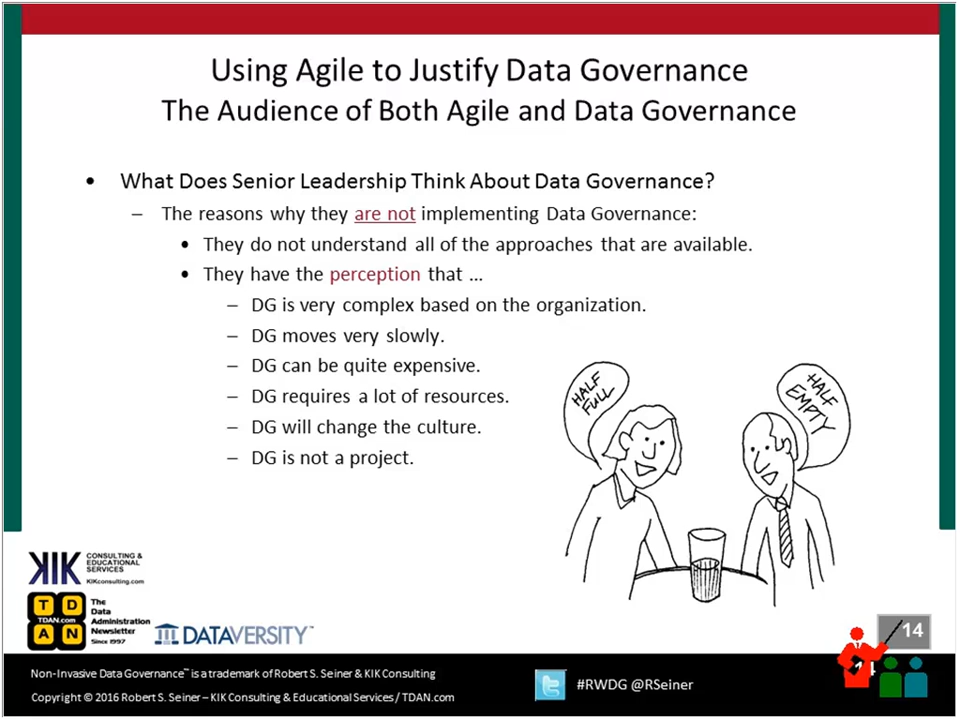 Using Agile to Justify Data Governance
The Audience of Both Agile and Data Governance
• What Does Senior Leadership Think About Data Governance?
– The reasons why they are not implementing Data Governance:
• They do not understand all of the approaches that are available.
• They have the perception that ...
– DG is very complex based on the organization.
– DG moves very slowly.
– DG can be quite expensive.
– DG requires a lot of resources.
– DG will change the culture.
– DG is not a project.
HALF
FULL
HALF
EMPTY
KIK
CONSULTING &
EDUCATIONAL
SERVICES
KIKconsulting.com
T D
TDAN.com
A N
The
Data
Administration
Newsletter
Since 1997
DATAVERSITY™
14
14
Non-Invasive Data Governance™ is a trademark of Robert S. Seiner & KIK Consulting
Copyright © 2016 Robert S. Seiner – KIK Consulting & Educational Services / TDAN.com
#RWDG @RSeiner